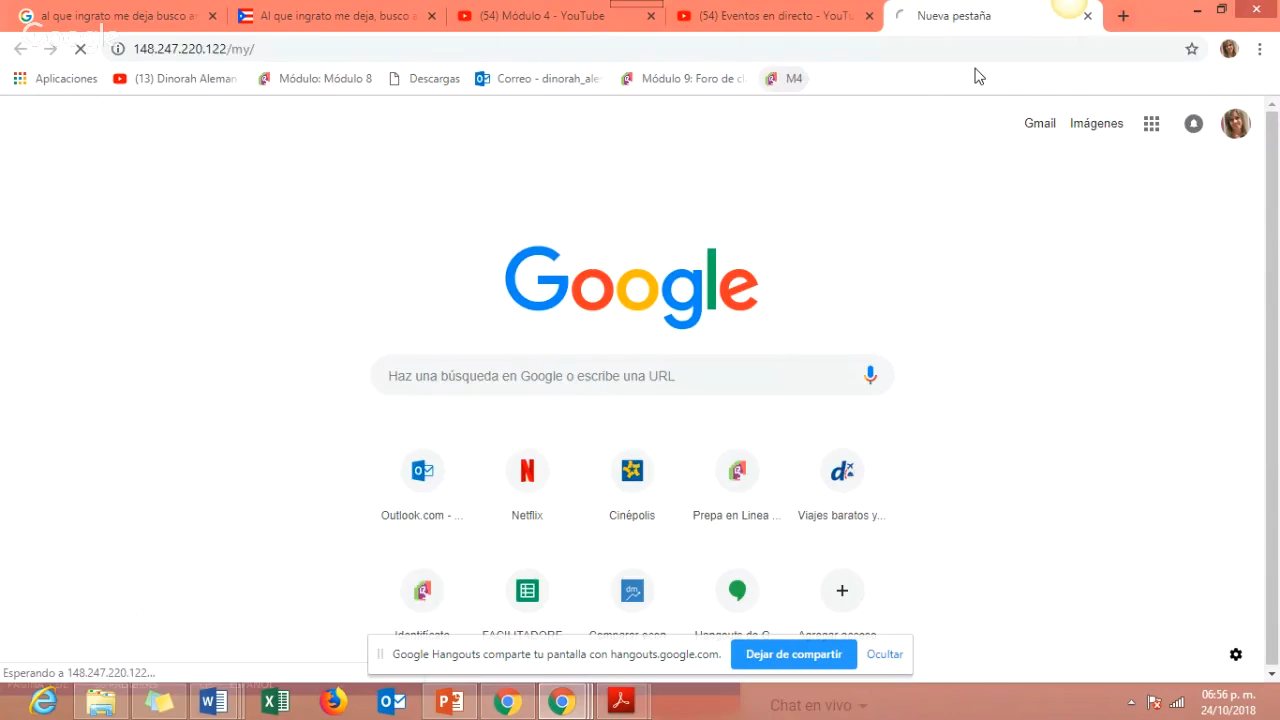 al que ingrato me deja busco a
Al que ingrato me deja, busco a
(54) Módulo 4 - YouTube
(54) Eventos en directo - YouTu
Nueva pestaña
148.247.220.122/my/
Aplicaciones
(13) Dinorah Aleman
Módulo: Módulo 8
Descargas
Correo - dinorah_ale
Módulo 9: Foro de cl
M4
Gmail
Imágenes
Google
Haz una búsqueda en Google o escribe una URL
Outlook.com - ...
Netflix
Cinépolis
Prepa en Linea ...
Viajes baratos y...
dm
Identifícate
FACILITADORE
Google Hangouts comparte tu pantalla con hangouts.google.com.
Dejar de compartir
Ocultar
Esperando a 148.247.220.122...
Chat en vivo
06:56 p. m.
24/10/2018